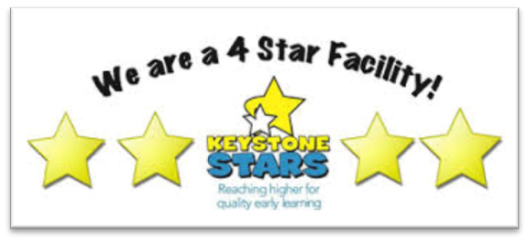 We are a 4 Star Facility!
KEYSTONE
STARS
Reaching higher for
quality early learning